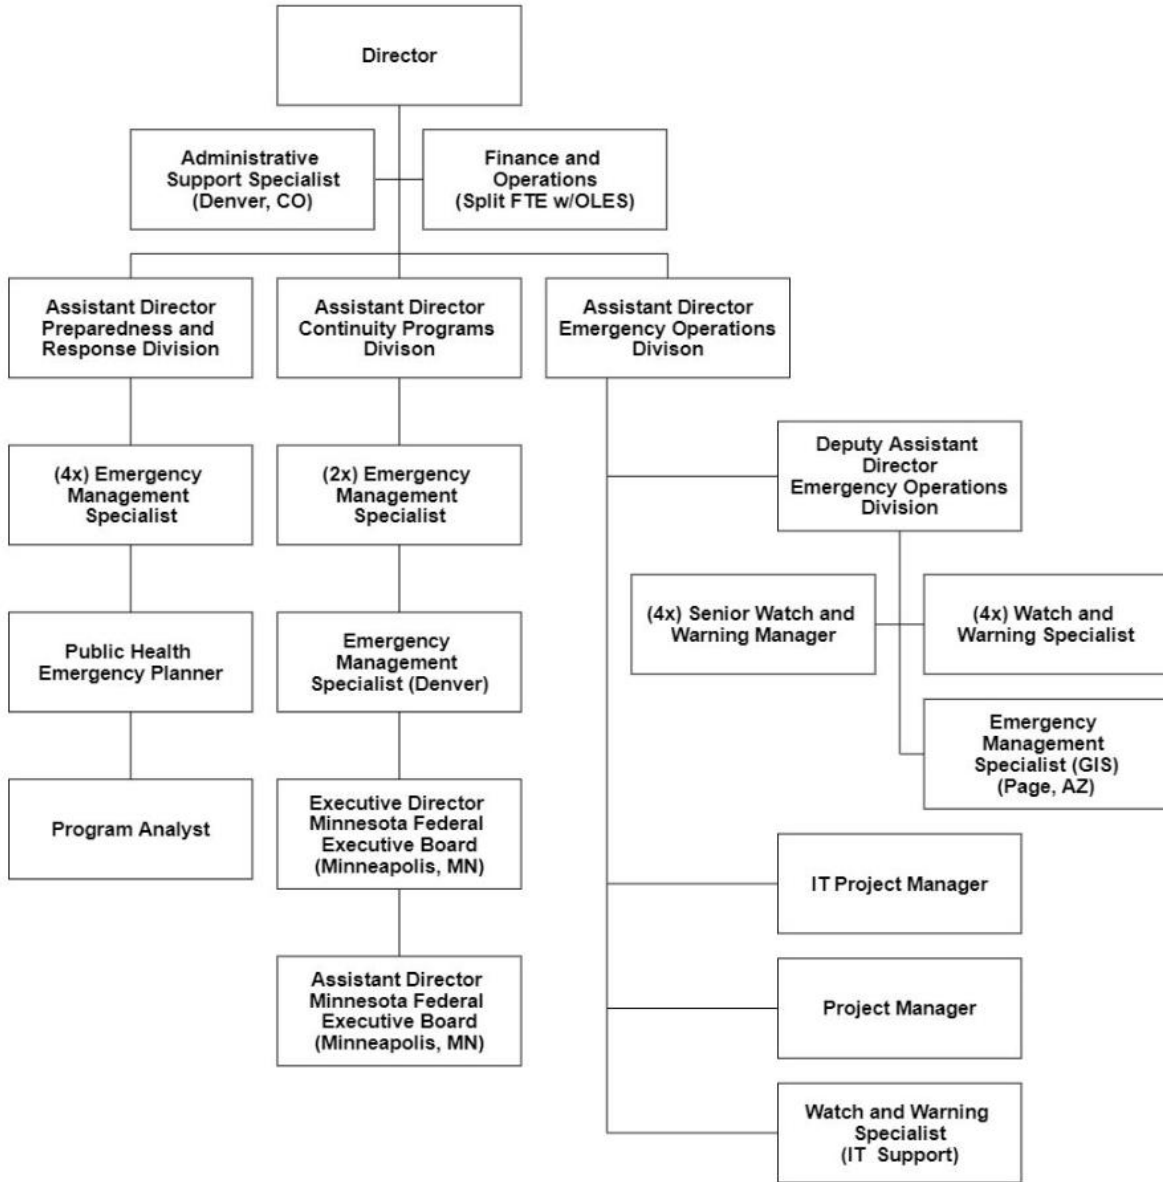 Director
Administrative
Support Specialist
(Denver, CO)
Finance and
Operations
(Split FTE w/OLES)
Assistant Director
Preparedness and
Response Division
Assistant Director
Continuity Programs
Divison
Assistant Director
Emergency Operations
Divison
(4x) Emergency
Management
Specialist
(2x) Emergency
Management
Specialist
Deputy Assistant
Director
Emergency Operations
Division
(4x) Senior Watch and
Warning Manager
(4x) Watch and
Warning Specialist
Public Health
Emergency Planner
Emergency
Management
Specialist (Denver)
Emergency
Management
Specialist (GIS)
(Page, AZ)
Program Analyst
Executive Director
Minnesota Federal
Executive Board
(Minneapolis, MN)
IT Project Manager
Assistant Director
Minnesota Federal
Executive Board
(Minneapolis, MN)
Project Manager
Watch and Warning
Specialist
(IT Support)